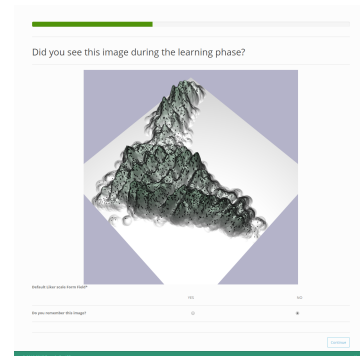 Did you see this image during the learning phase?
Default Liker scale Form Field*
YES NO
Do you remember this image?
Continue